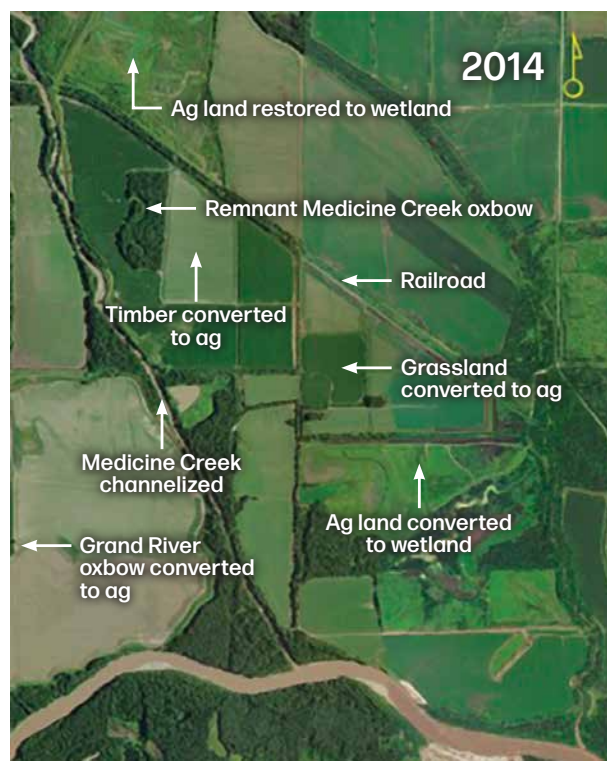 2014
Ag land restored to wetland
Remnant Medicine Creek oxbow
Railroad
Timber converted
to ag
Grassland
converted to ag
Medicine Creek
channelized
Ag land converted
to wetland
Grand River
oxbow converted
to ag